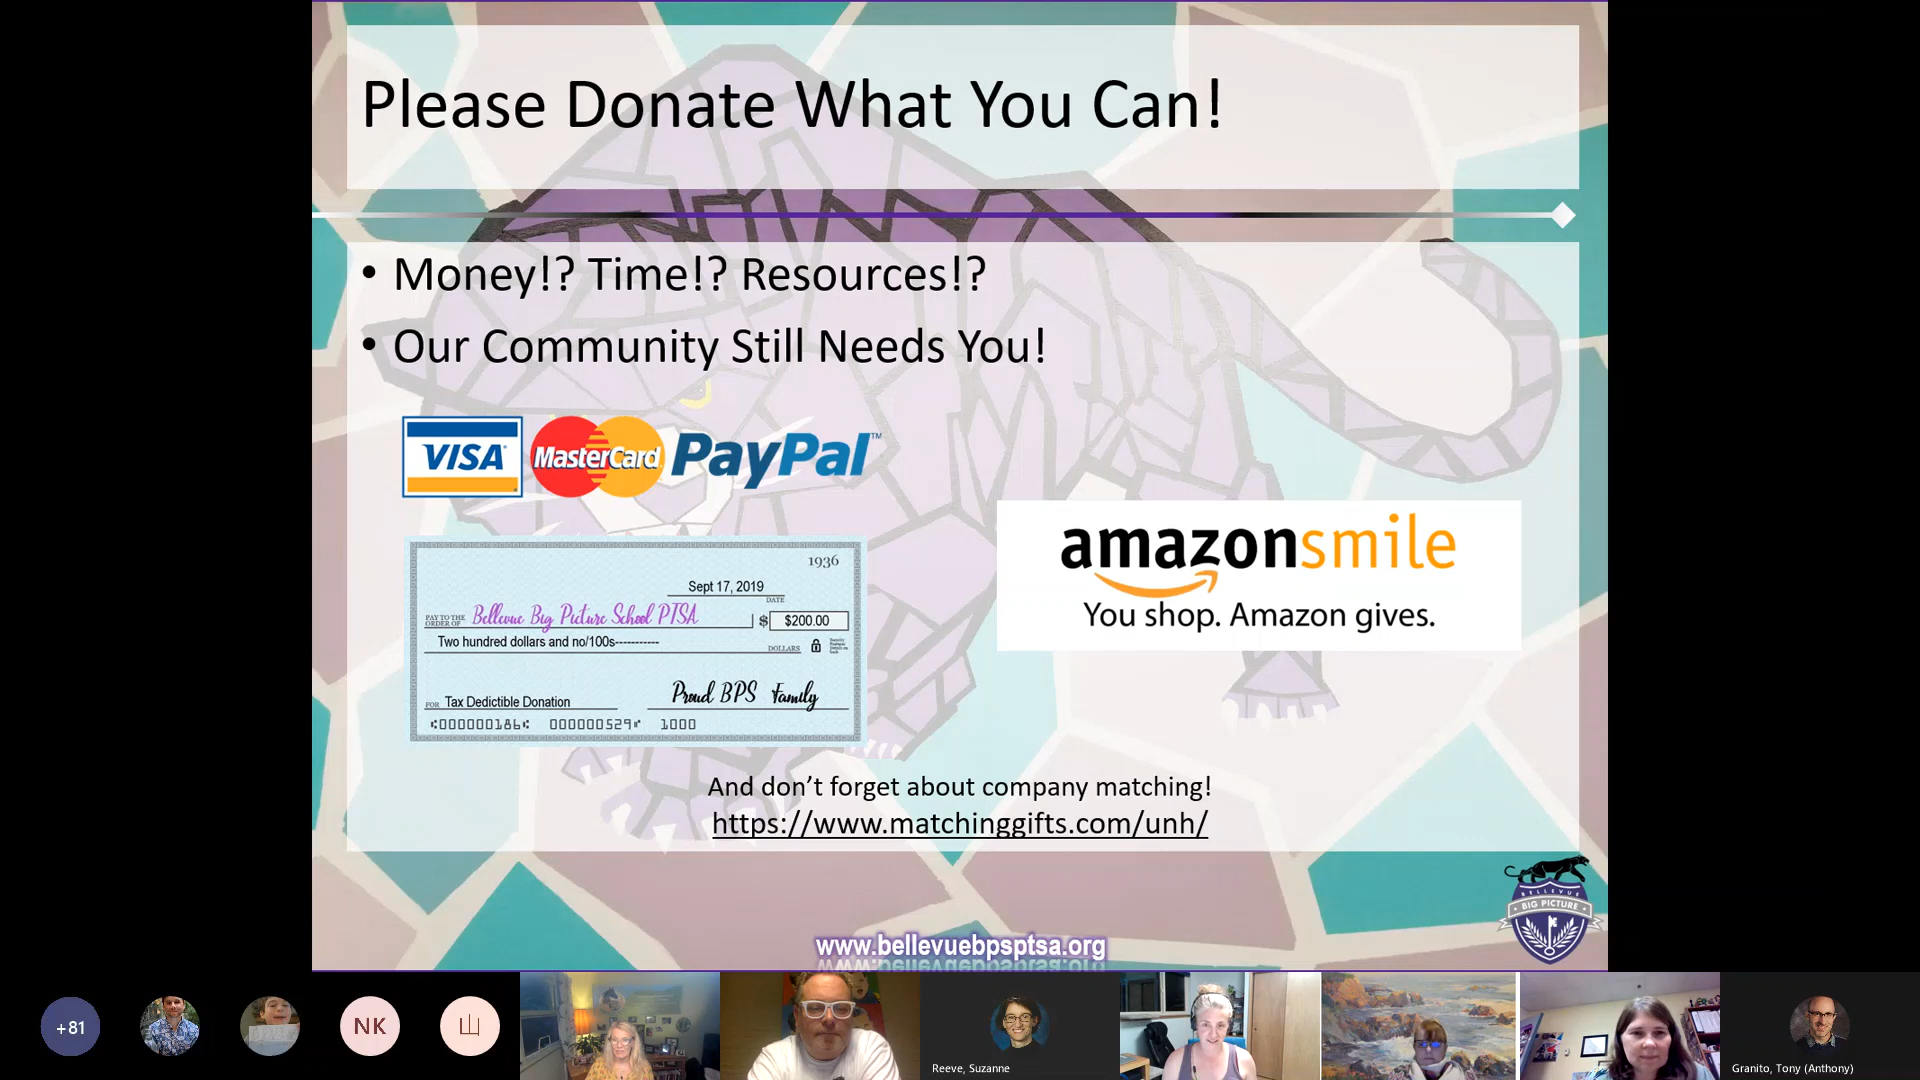 Please Donate What You Can!
• Money!? Time!? Resources!?
• Our Community Still Needs You!
VISA MasterCard PayPal™
1936
Sept 17, 2019
DATE
PAY TO THE ORDER OF Bellevue Big Picture School PTSA $ $200.00
Two hundred dollars and no/100s-----------
DOLLARS
FOR Tax Dedictible Donation Proud BPS Family
⑆000000186⑆ 000000529⑈ 1000
amazonsmile
You shop. Amazon gives.
And don’t forget about company matching!
https://www.matchinggifts.com/unh/
BELLEVUE
BIG PICTURE
www.bellevuebpsptsa.org
+81
NK
Ш
Reeve, Suzanne
Granito, Tony (Anthony)